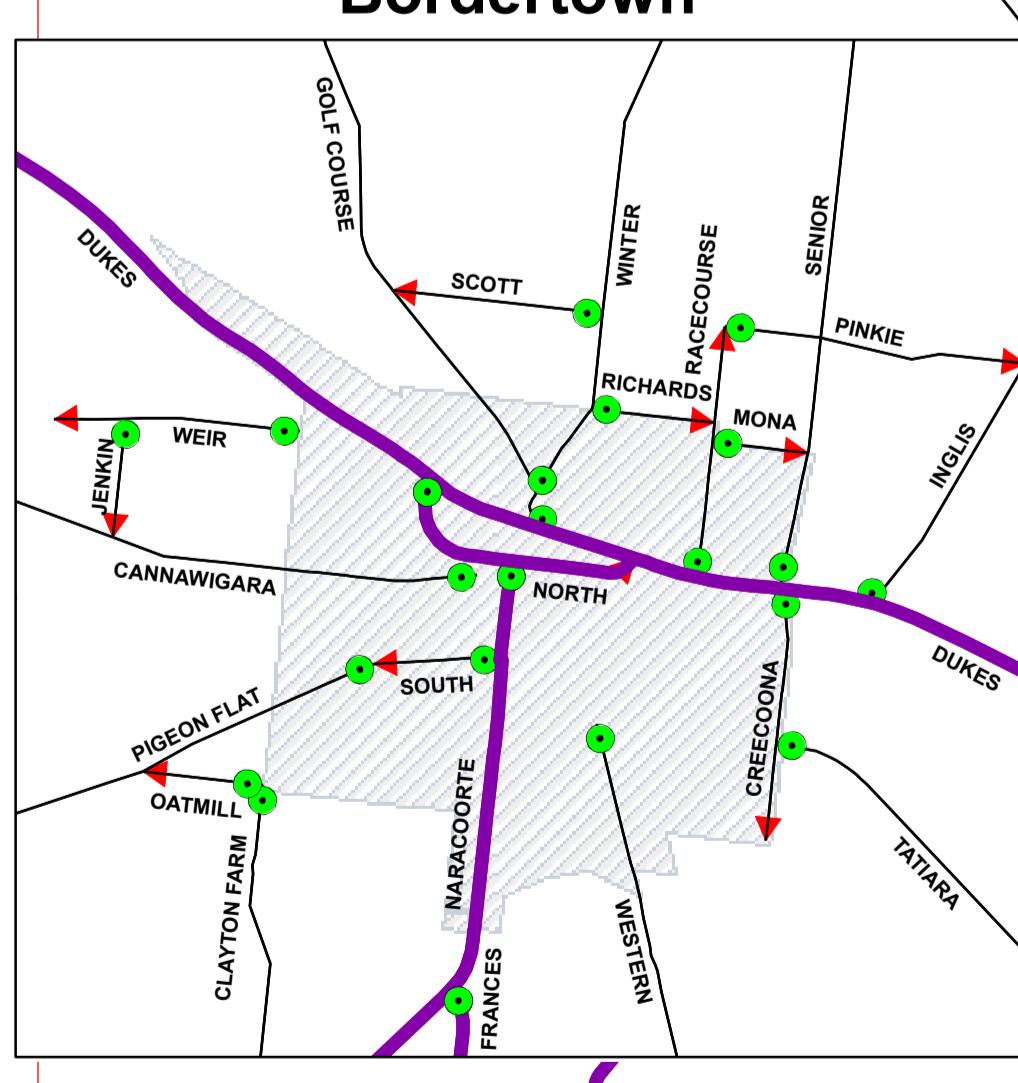 Bordertown
GOLF COURSE
DUKES
SCOTT
WINTER
RACECOURSE
SENIOR
PINKIE
RICHARDS
MONA
INGLIS
WEIR
JENKIN
CANNAWIGARA
NORTH
DUKES
SOUTH
PIGEON FLAT
CREECOONA
OATMILL
NARACOORTE
CLAYTON FARM
TATIARA
WESTERN
FRANCES